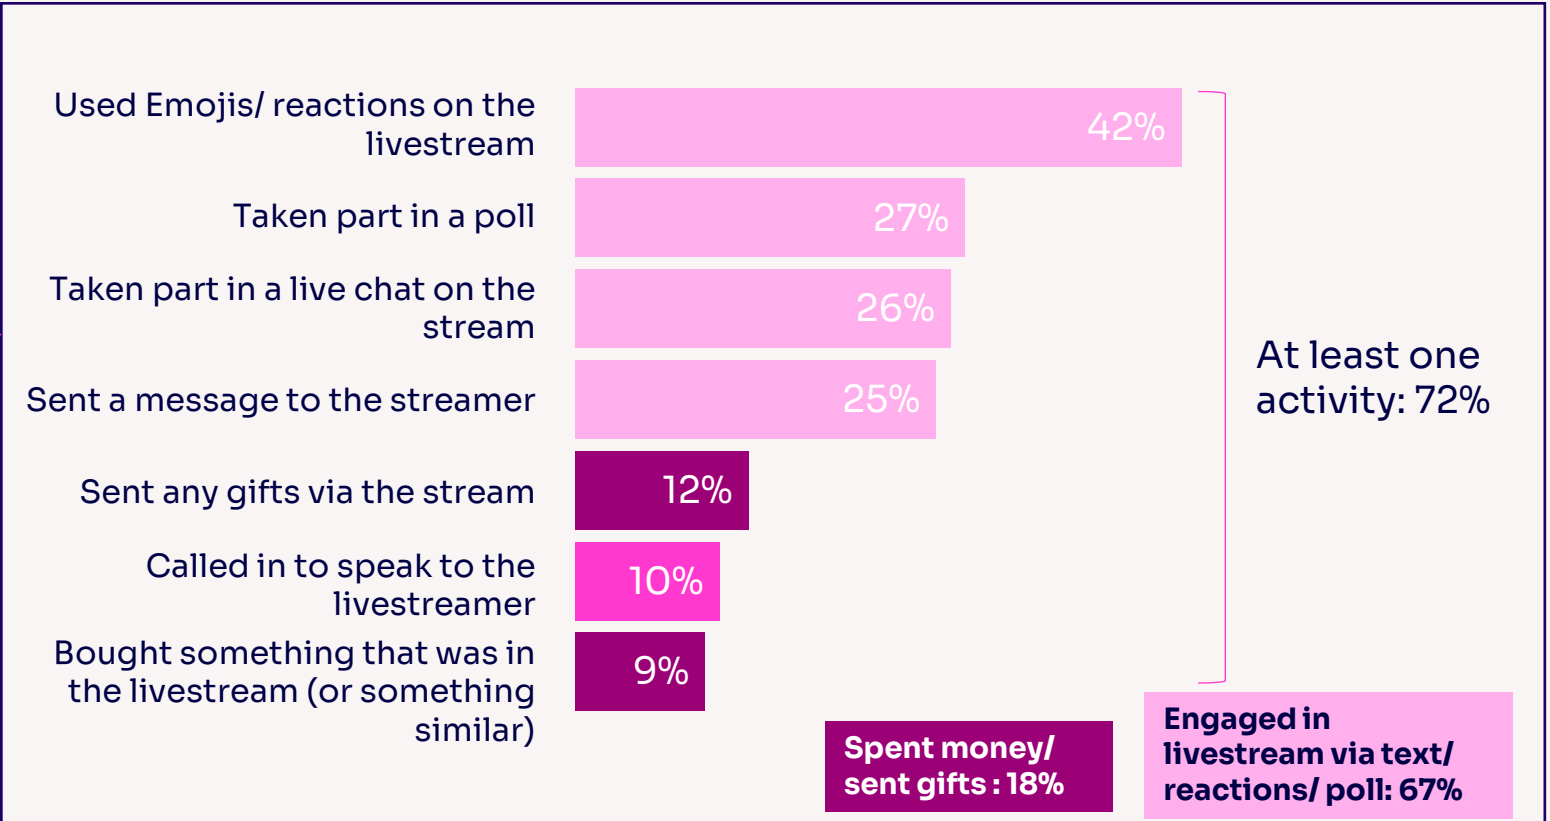 Used Emojis/ reactions on the
livestream
42%
Taken part in a poll
27%
Taken part in a live chat on the
stream
26%
Sent a message to the streamer
25%
Sent any gifts via the stream
12%
Called in to speak to the
livestreamer
10%
Bought something that was in
the livestream (or something
similar)
9%
At least one
activity: 72%
Spent money/
sent gifts : 18%
Engaged in
livestream via text/
reactions/ poll: 67%